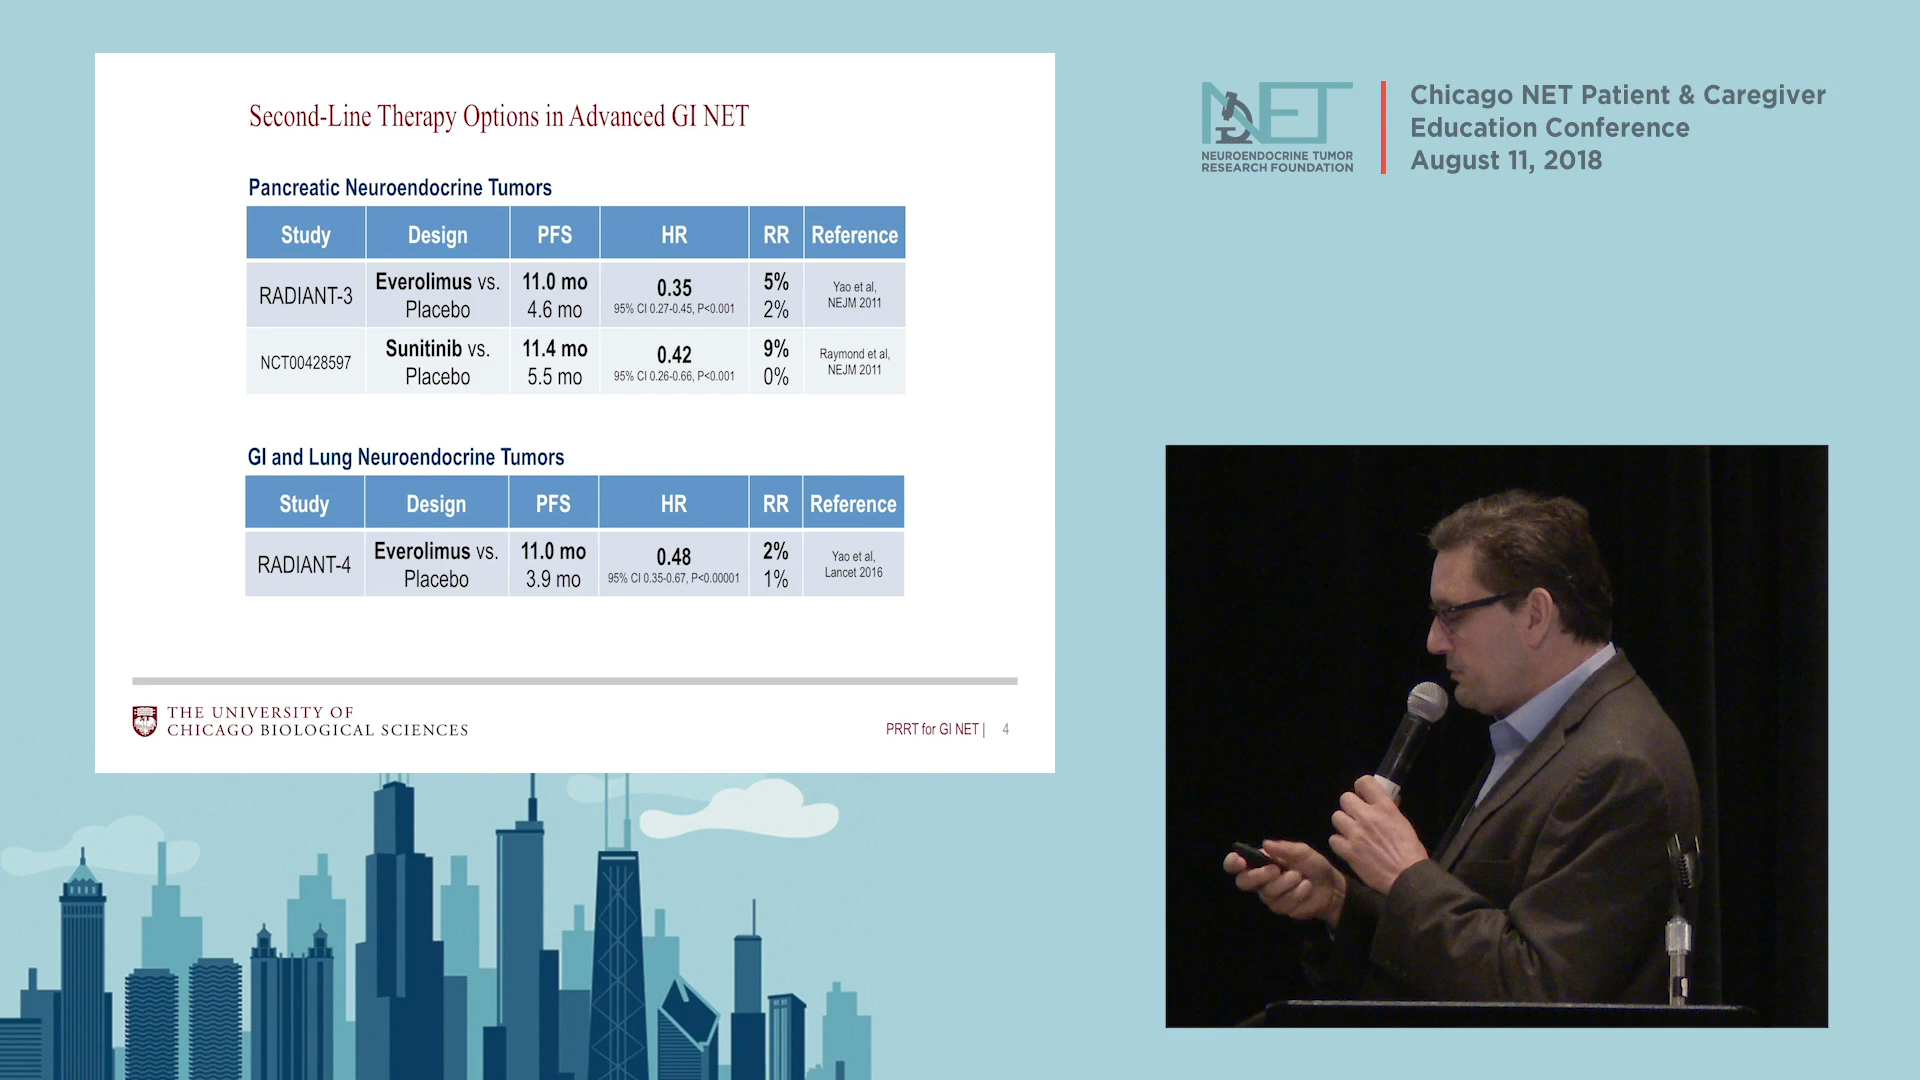 Second-Line Therapy Options in Advanced GI NET
Pancreatic Neuroendocrine Tumors
Study Design PFS HR RR Reference
RADIANT-3 Everolimus vs. Placebo 11.0 mo 4.6 mo 0.35 95% CI 0.27-0.45, P<0.001 5% 2% Yao et al, NEJM 2011
NCT00428597 Sunitinib vs. Placebo 11.4 mo 5.5 mo 0.42 95% CI 0.26-0.66, P<0.001 9% 0% Raymond et al, NEJM 2011
GI and Lung Neuroendocrine Tumors
Study Design PFS HR RR Reference
RADIANT-4 Everolimus vs. Placebo 11.0 mo 3.9 mo 0.48 95% CI 0.35-0.67, P<0.00001 2% 1% Yao et al, Lancet 2016
THE UNIVERSITY OF
CHICAGO BIOLOGICAL SCIENCES
PRRT for GI NET | 4
NET
NEUROENDOCRINE TUMOR
RESEARCH FOUNDATION
Chicago NET Patient & Caregiver
Education Conference
August 11, 2018